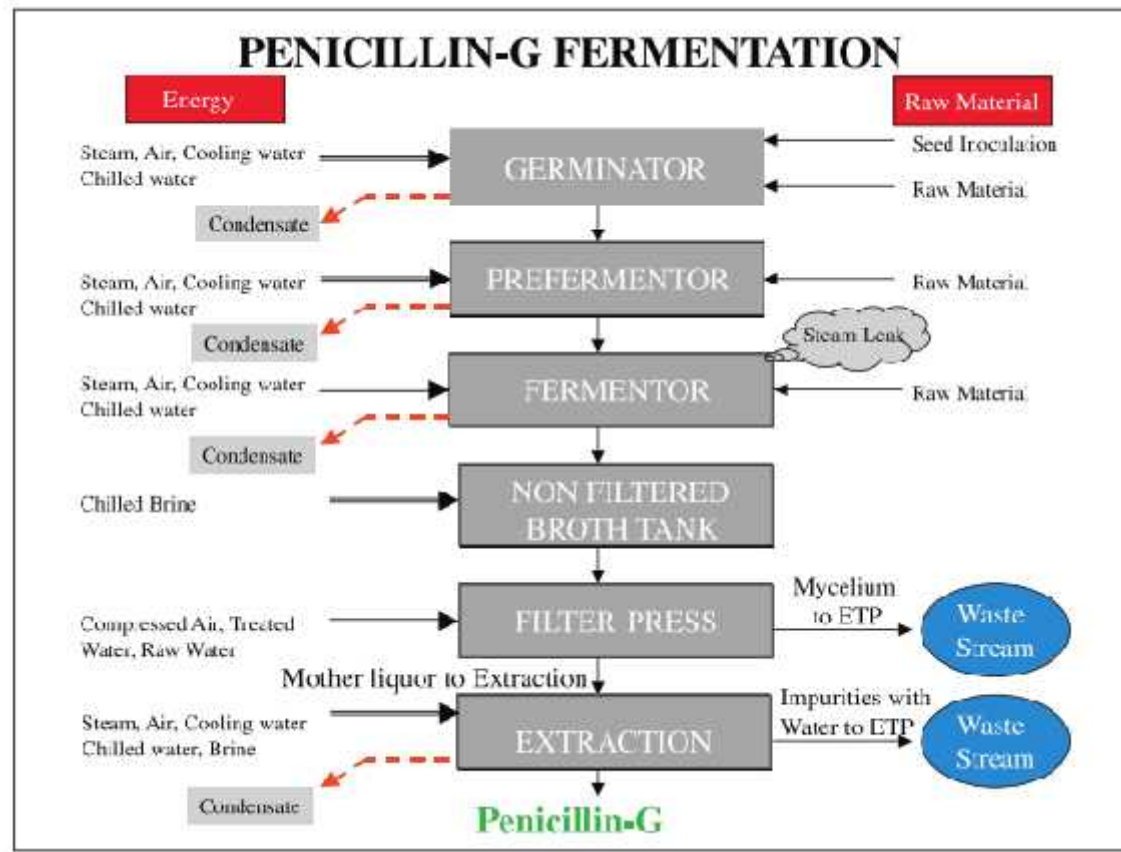 PENICILLIN-G FERMENTATION
Energy
Raw Material
Steam, Air, Cooling water
Chilled water
GERMINATOR
Seed Inoculation
Raw Material
Condensate
Steam, Air, Cooling water
Chilled water
PREFERMENTOR
Raw Material
Condensate
Steam Leak
Steam, Air, Cooling water
Chilled water
FERMENTOR
Raw Material
Condensate
Chilled Brine
NON FILTERED
BROTH TANK
Compressed Air, Treated
Water, Raw Water
FILTER PRESS
Mycelium
to ETP
Waste
Stream
Mother liquor to Extraction
Steam, Air, Cooling water
Chilled water, Brine
EXTRACTION
Impurities with
Water to ETP
Waste
Stream
Condensate
Penicillin-G